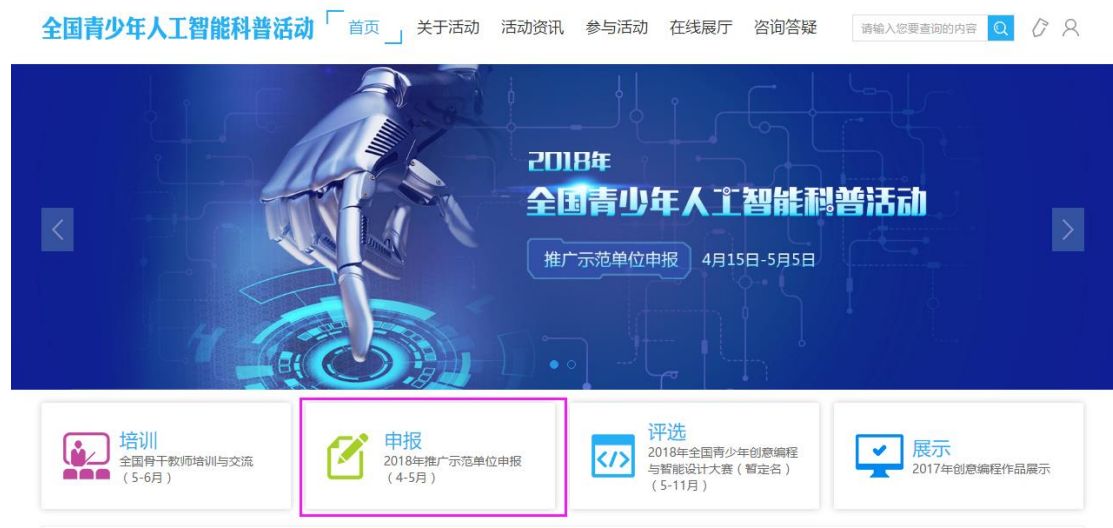 全国青少年人工智能科普活动 首页 关于活动 活动资讯 参与活动 在线展厅 咨询答疑 请输入您要查询的内容
2018年
全国青少年人工智能科普活动
推广示范单位申报 4月15日-5月5日
培训
全国骨干教师培训与交流
（5-6月）
申报
2018年推广示范单位申报
（4-5月）
评选
2018年全国青少年创意编程
与智能设计大赛（暂定名）
（5-11月）
展示
2017年创意编程作品展示